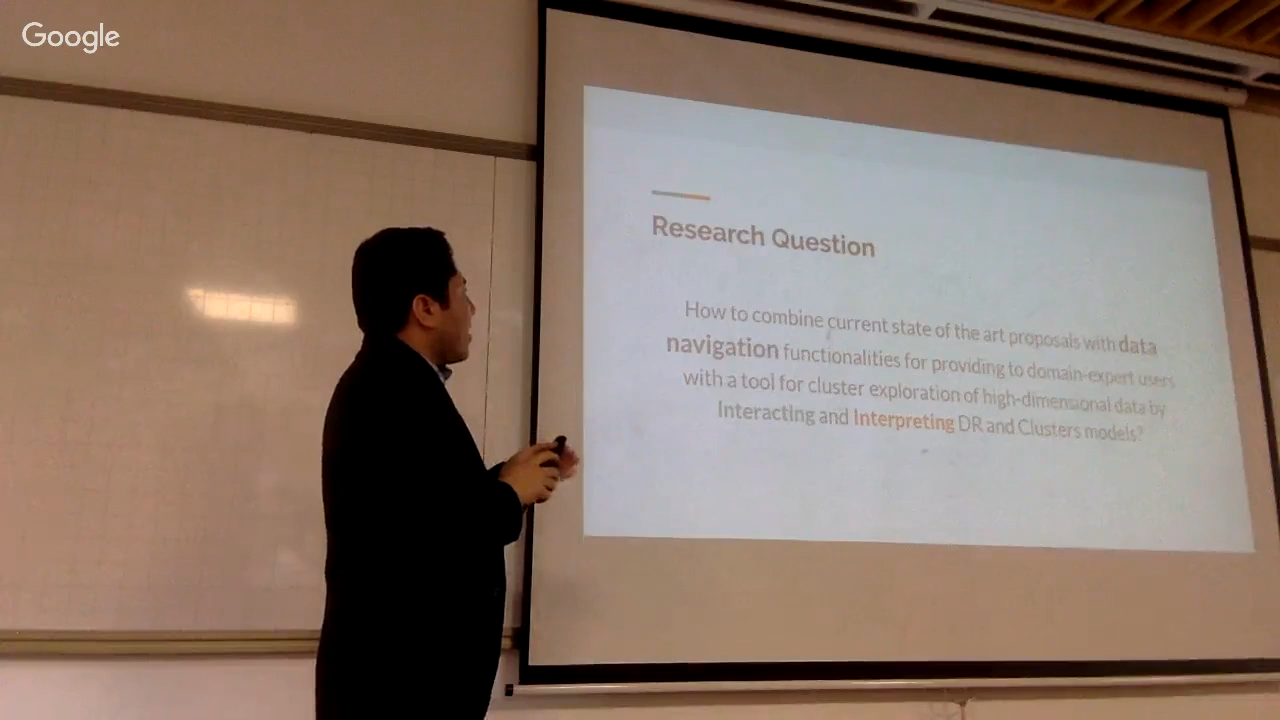 Google
Research Question
How to combine current state of the art proposals with data
navigation functionalities for providing to domain-expert users
with a tool for cluster exploration of high-dimensional data by
Interacting and Interpreting DR and Clusters models?